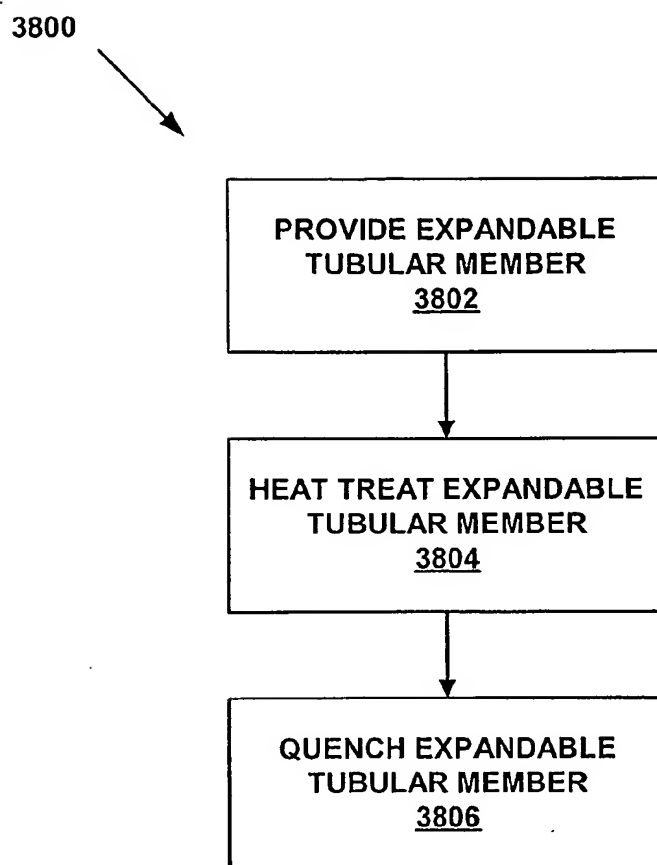 3800
PROVIDE EXPANDABLE
TUBULAR MEMBER
3802
HEAT TREAT EXPANDABLE
TUBULAR MEMBER
3804
QUENCH EXPANDABLE
TUBULAR MEMBER
3806